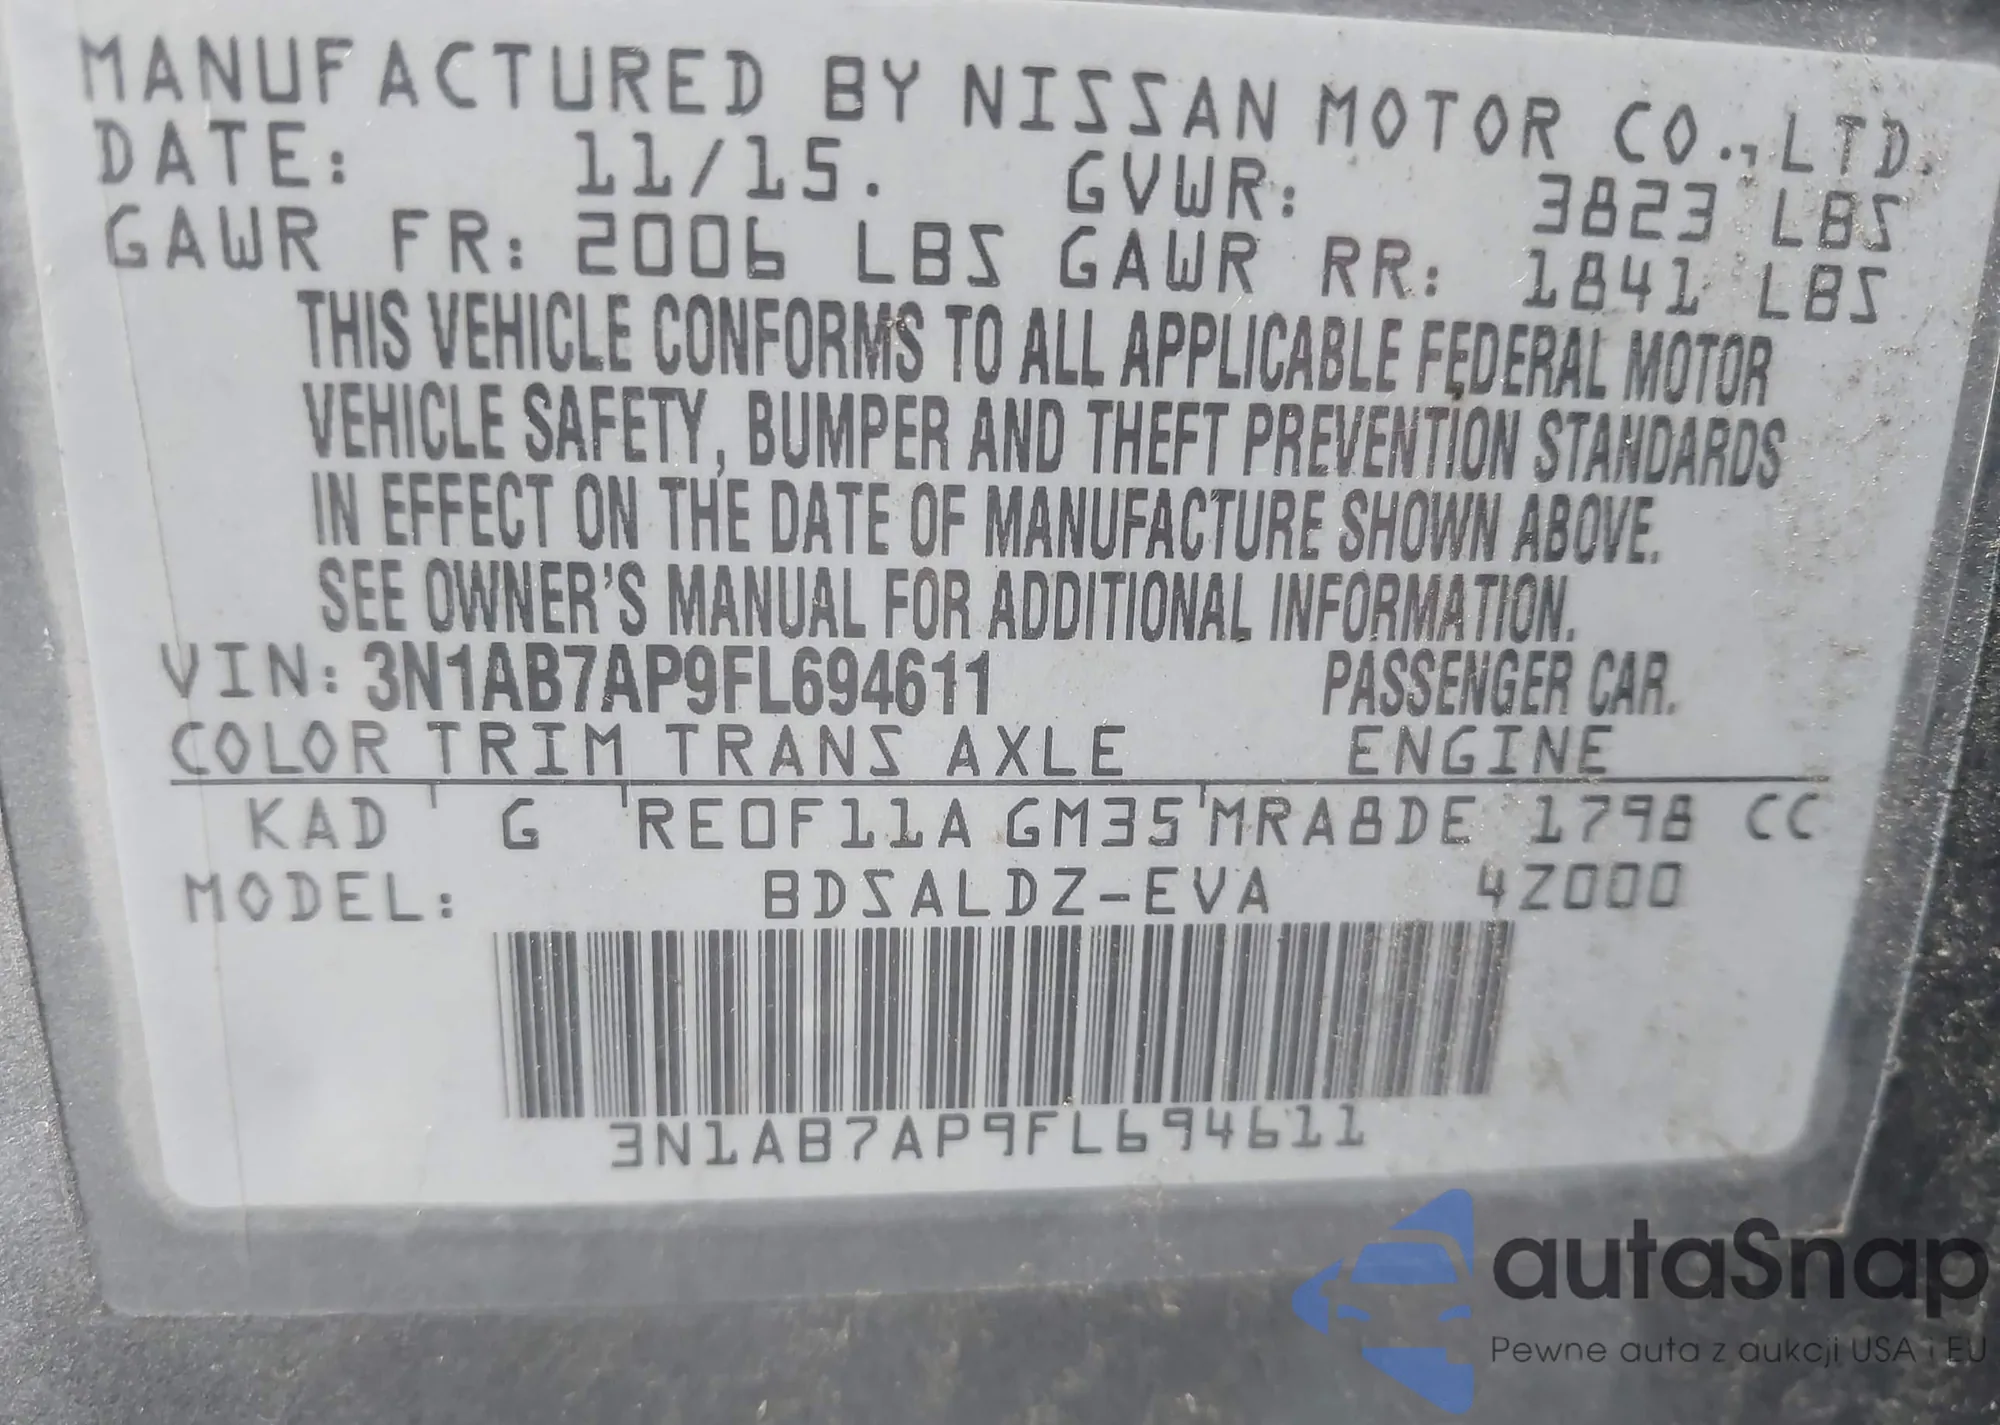 MANUFACTURED BY NISSAN MOTOR CO., LTD.
DATE: 11/15. GVWR: 3823 LBS
GAWR FR: 2006 LBS GAWR RR: 1841 LBS
THIS VEHICLE CONFORMS TO ALL APPLICABLE FEDERAL MOTOR
VEHICLE SAFETY, BUMPER AND THEFT PREVENTION STANDARDS
IN EFFECT ON THE DATE OF MANUFACTURE SHOWN ABOVE.
SEE OWNER'S MANUAL FOR ADDITIONAL INFORMATION.
VIN: 3N1AB7AP9FL694611 PASSENGER CAR.
COLOR TRIM TRANS AXLE ENGINE
KAD G RE0F11A GM35 MRA8DE 1798 CC
MODEL: BDSALDZ-EVA 4Z000
3N1AB7AP9FL694611
autaSnap
Pewne auta z aukcji USA i EU